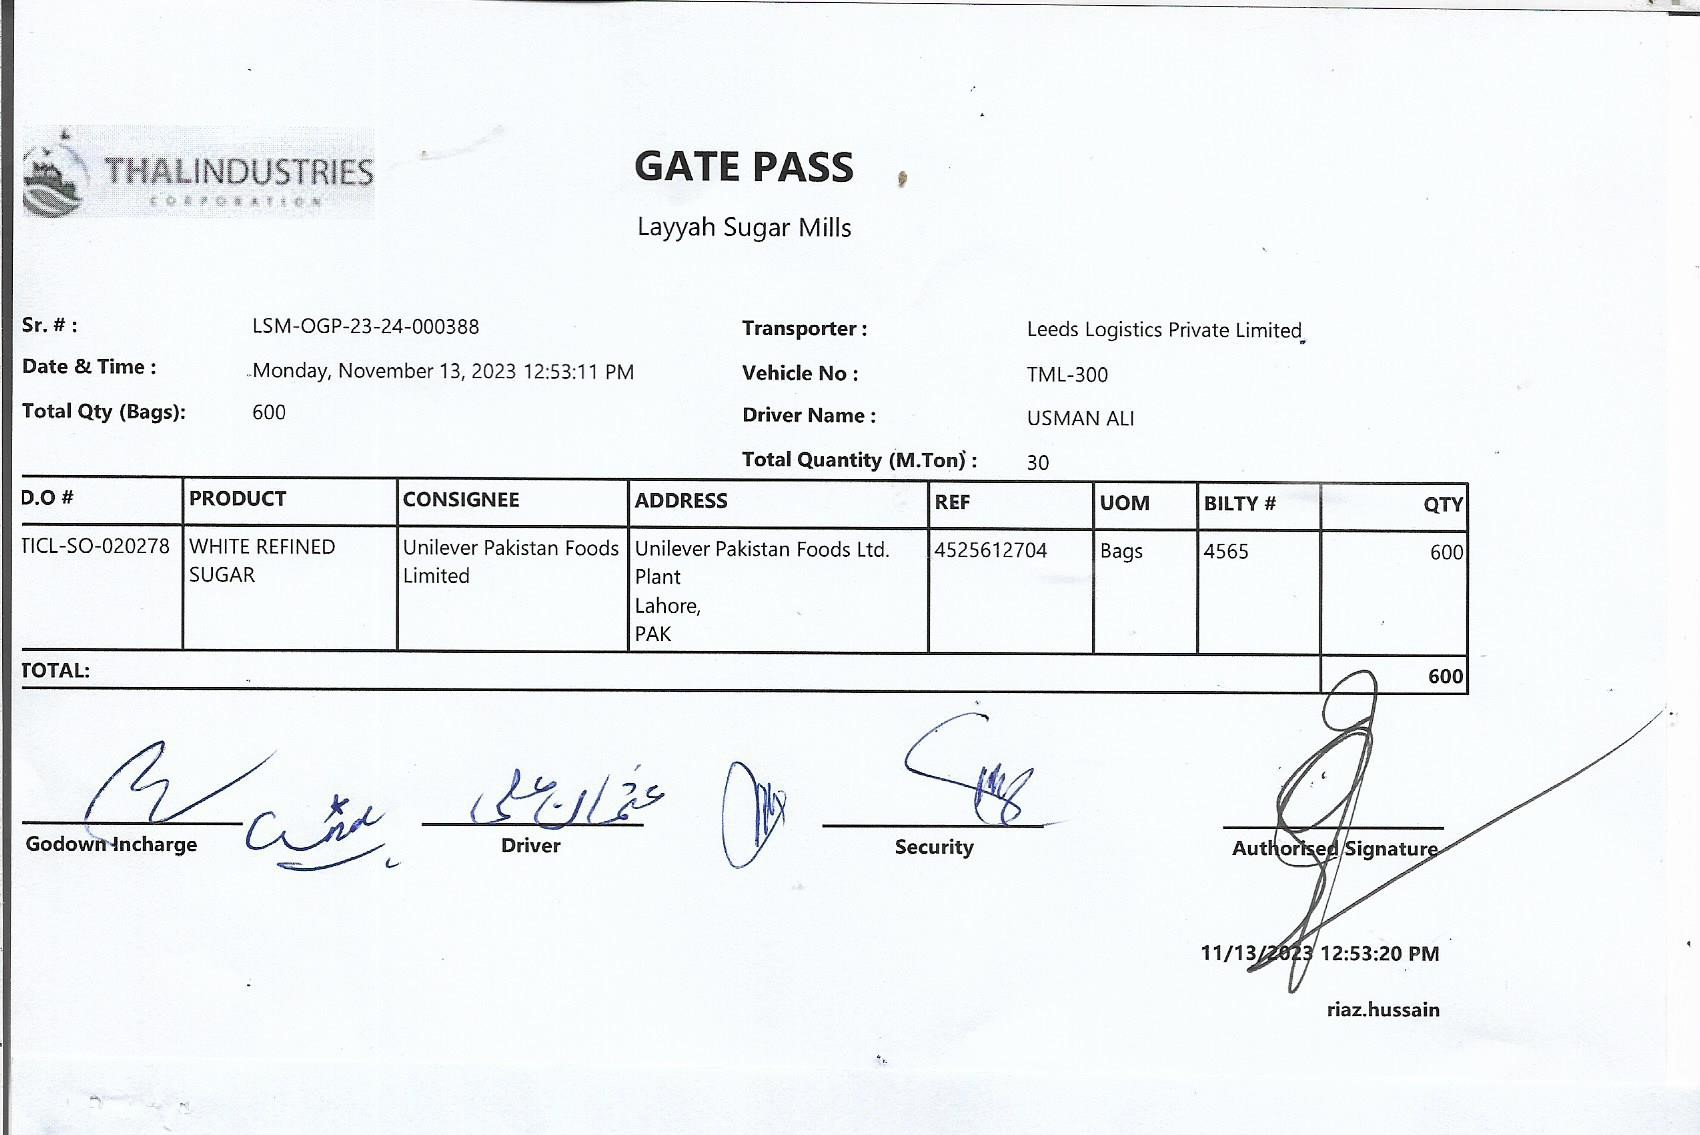 THALINDUSTRIES
CORPORATION
GATE PASS
Layyah Sugar Mills
Sr. # : LSM-OGP-23-24-000388
Date & Time : Monday, November 13, 2023 12:53:11 PM
Total Qty (Bags): 600
Transporter : Leeds Logistics Private Limited
Vehicle No : TML-300
Driver Name : USMAN ALI
Total Quantity (M.Ton) : 30
D.O # PRODUCT CONSIGNEE ADDRESS REF UOM BILTY # QTY
TICL-SO-020278 WHITE REFINED Unilever Pakistan Foods Unilever Pakistan Foods Ltd. 4525612704 Bags 4565 600
SUGAR Limited Plant
Lahore,
PAK
TOTAL: 600
Godown Incharge Driver Security Authorised Signature
11/13/2023 12:53:20 PM
riaz.hussain